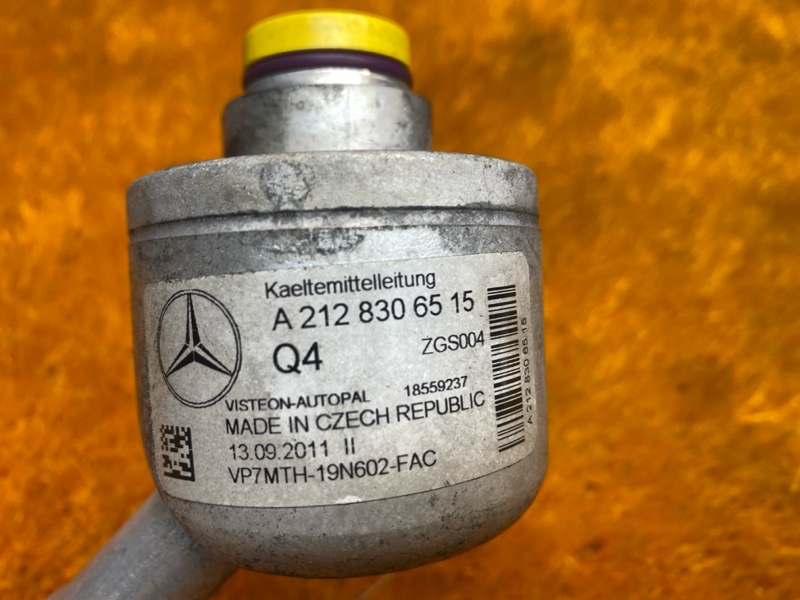 Kaeltemittelleitung
A 212 830 65 15
Q4 ZGS004
VISTEON-AUTOPAL 18559237
MADE IN CZECH REPUBLIC
13.09.2011 II
VP7MTH-19N602-FAC
A 212 830 65 15